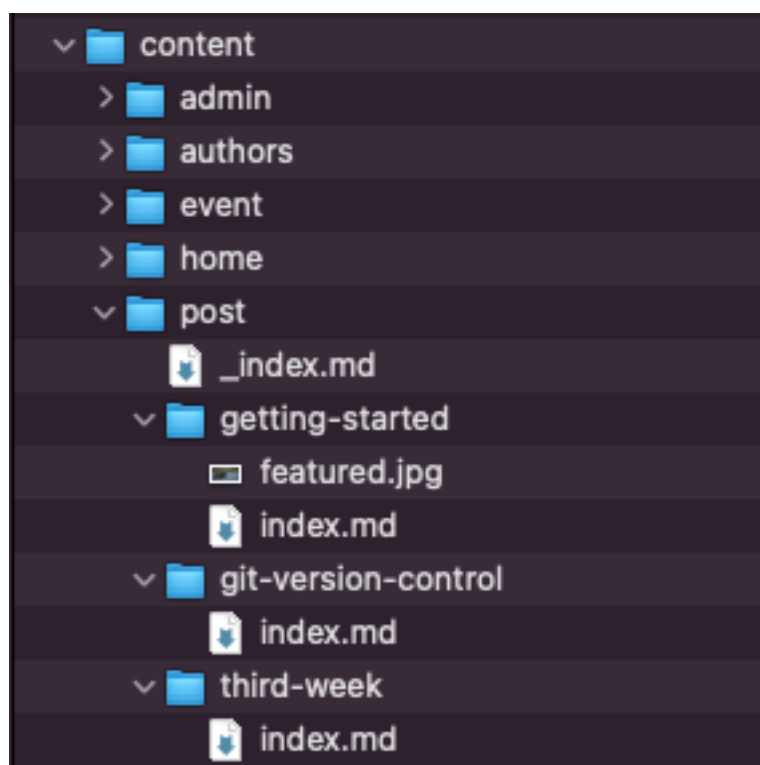 content
admin
authors
event
home
post
_index.md
getting-started
featured.jpg
index.md
git-version-control
index.md
third-week
index.md